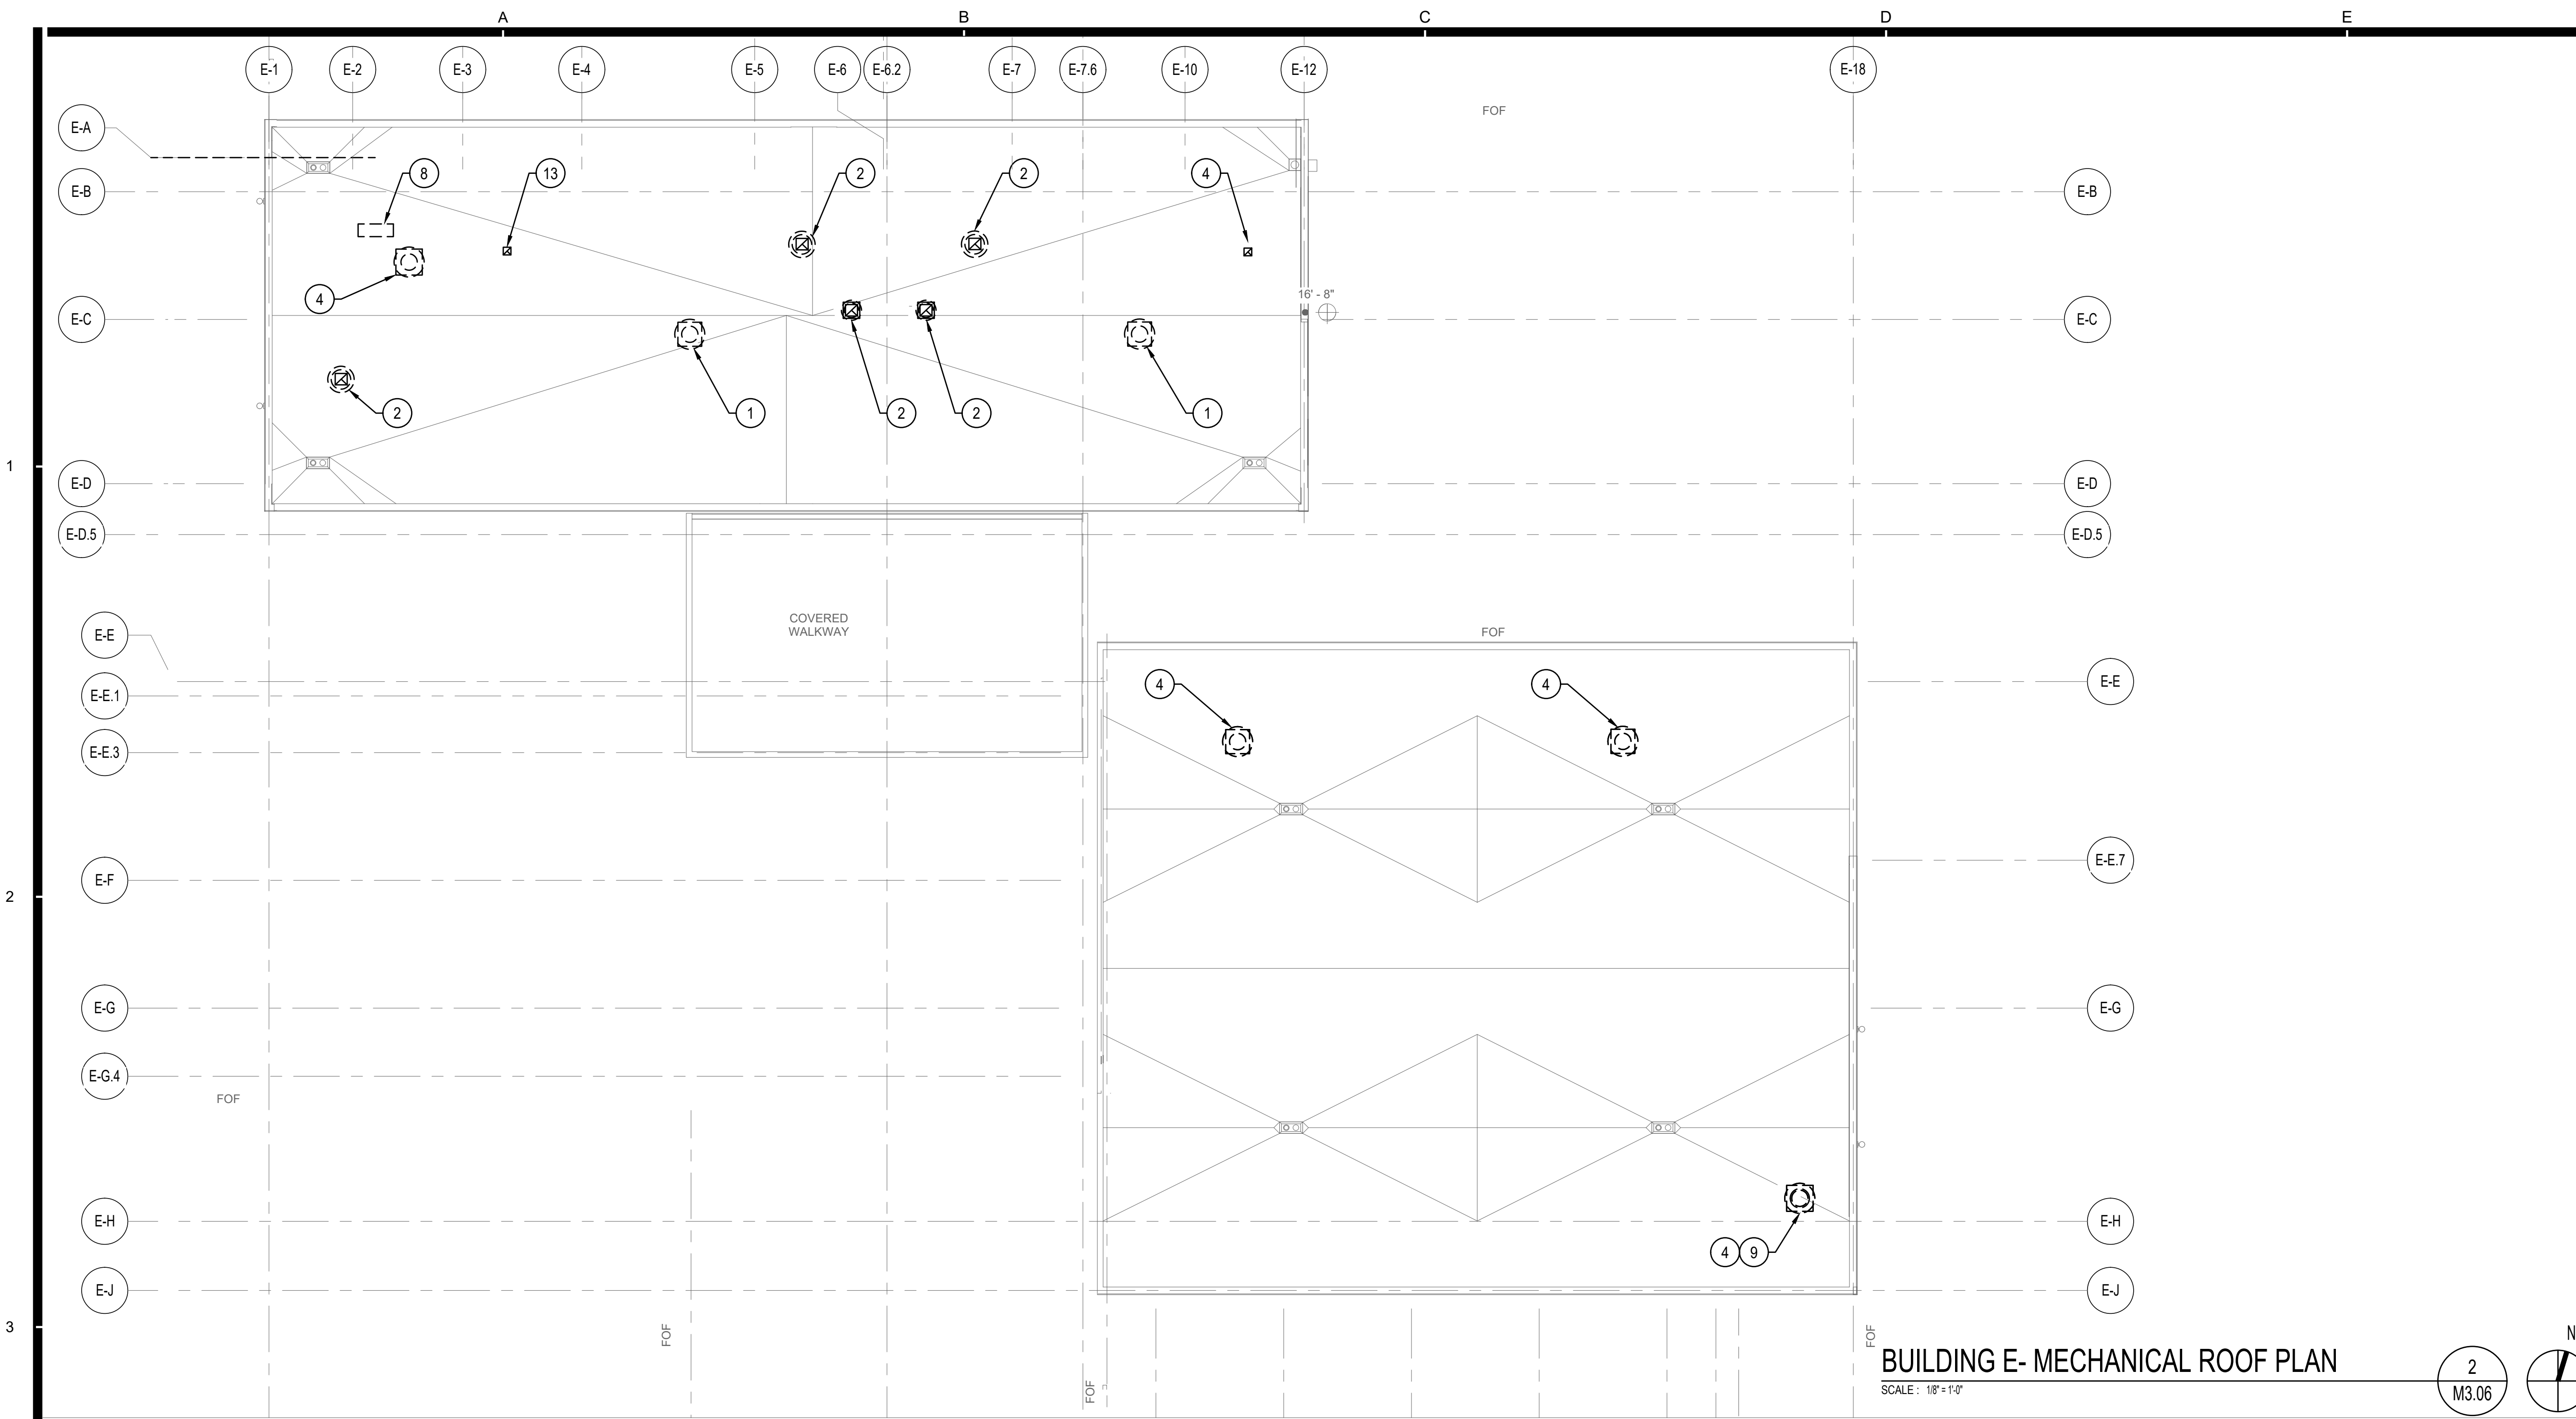 A
B
C
D
E
E-1
E-2
E-3
E-4
E-5
E-6
E-6.2
E-7
E-7.6
E-10
E-12
E-18
FOF
E-A
8
13
2
2
4
E-B
E-B
4
16' - 8"
E-C
E-C
2
1
2
2
1
1
E-D
E-D
E-D.5
E-D.5
COVERED
WALKWAY
FOF
E-E
4
4
E-E
E-E.1
E-E.3
E-E.7
E-F
2
E-G
E-G
E-G.4
FOF
E-H
E-H
4
9
E-J
E-J
3
FOF
FOF
FOF
N
BUILDING E- MECHANICAL ROOF PLAN
SCALE : 1/8" = 1'-0"
2
M3.06